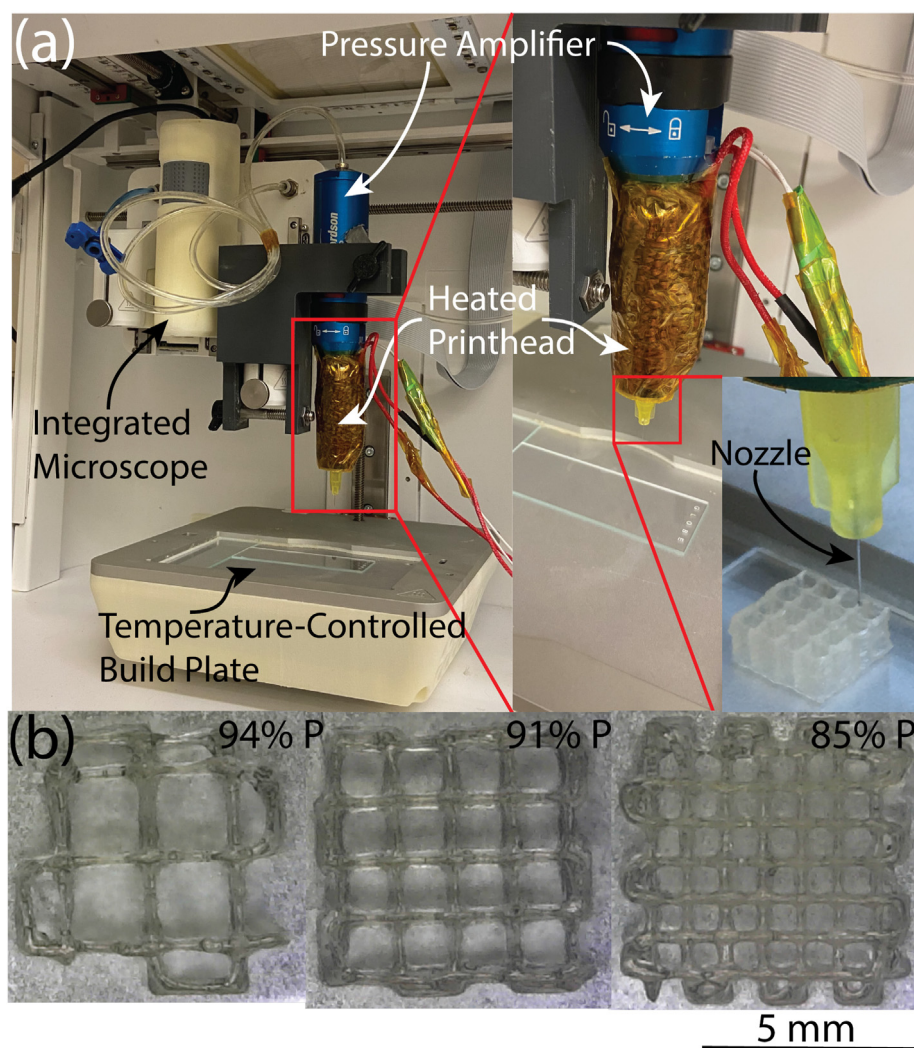 (a)
Pressure Amplifier
Heated
Printhead
Integrated
Microscope
Nozzle
Temperature-Controlled
Build Plate
(b)
94% P
91% P
85% P
5 mm